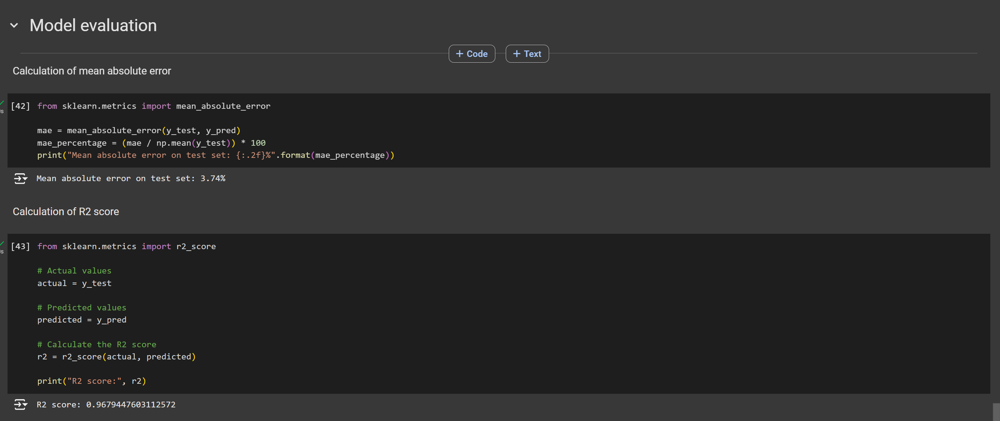 Model evaluation
+ Code + Text
Calculation of mean absolute error
[42] from sklearn.metrics import mean_absolute_error
mae = mean_absolute_error(y_test, y_pred)
mae_percentage = (mae / np.mean(y_test)) * 100
print("Mean absolute error on test set: {:.2f}%".format(mae_percentage))
Mean absolute error on test set: 3.74%
Calculation of R2 score
[43] from sklearn.metrics import r2_score
# Actual values
actual = y_test
# Predicted values
predicted = y_pred
# Calculate the R2 score
r2 = r2_score(actual, predicted)
print("R2 score:", r2)
R2 score: 0.9679447603112572